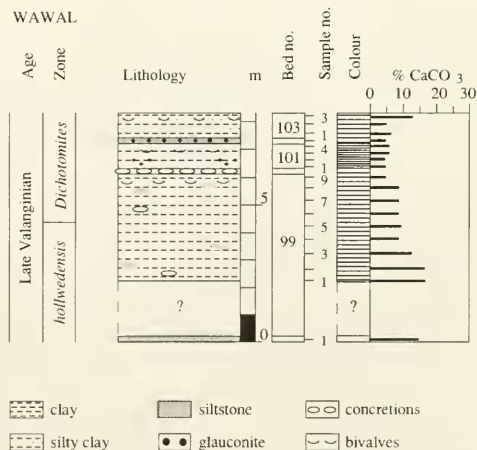 WAWAL
Age
Zone
Lithology
m
Bed no.
Sample no.
Colour
% CaCO 3
0 10 20 30
Late Valanginian
Dichotomites
hollwedensis
5
0
?
103
101
99
3
1
4
1
9
7
5
3
1
1
?
clay
siltstone
concretions
silty clay
glauconite
bivalves